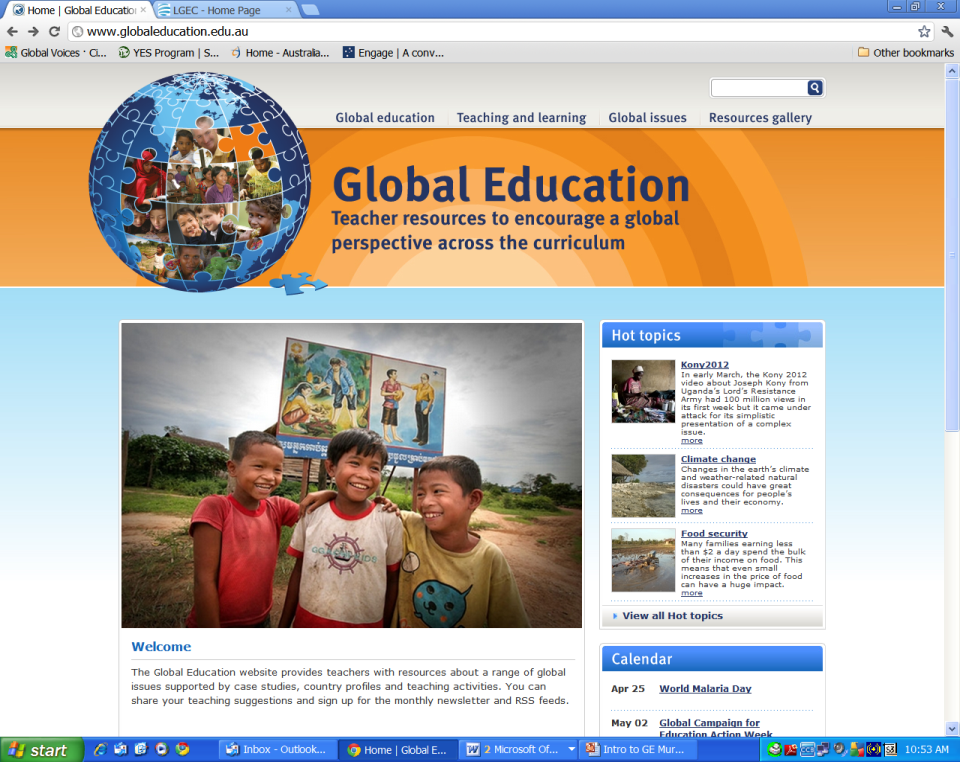 Home | Global Education
LGEC - Home Page
www.globaleducation.edu.au
Global Voices · Ci...
YES Program | S...
Home - Australia...
Engage | A conv...
Other bookmarks
Global education
Teaching and learning
Global issues
Resources gallery
Global Education
Teacher resources to encourage a global
perspective across the curriculum
Welcome
The Global Education website provides teachers with resources about a range of global
issues supported by case studies, country profiles and teaching activities. You can
share your teaching suggestions and sign up for the monthly newsletter and RSS feeds.
Hot topics
Kony2012
In early March, the Kony 2012
video about Joseph Kony from
Uganda's Lord's Resistance
Army had 100 million views in
its first week but it came under
attack for its simplistic
presentation of a complex
issue.
more
Climate change
Changes in the earth's climate
and weather-related natural
disasters could have great
consequences for people's
lives and their economy.
more
Food security
Many families earning less
than $2 a day spend the bulk
of their income on food. This
means that even small
increases in the price of food
can have a huge impact.
more
View all Hot topics
Calendar
Apr 25 World Malaria Day
May 02 Global Campaign for
Education Action Week
start
Inbox - Outlook...
Home | Global E...
2 Microsoft Of...
Intro to GE Mur...
10:53 AM